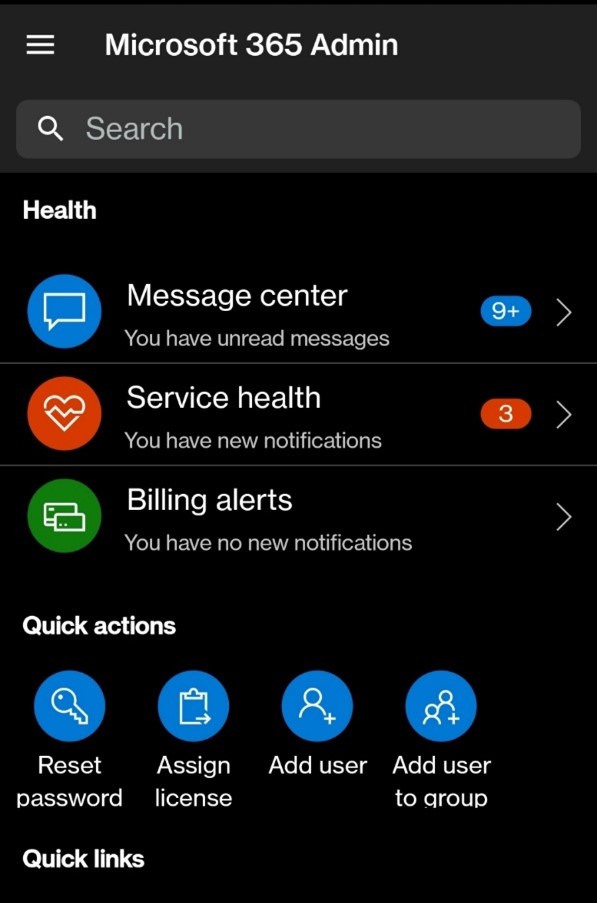 Microsoft 365 Admin
Search
Health
Message center
9+
You have unread messages
Service health
3
You have new notifications
Billing alerts
You have no new notifications
Quick actions
Reset
password
Assign
license
Add user
Add user
to group
Quick links